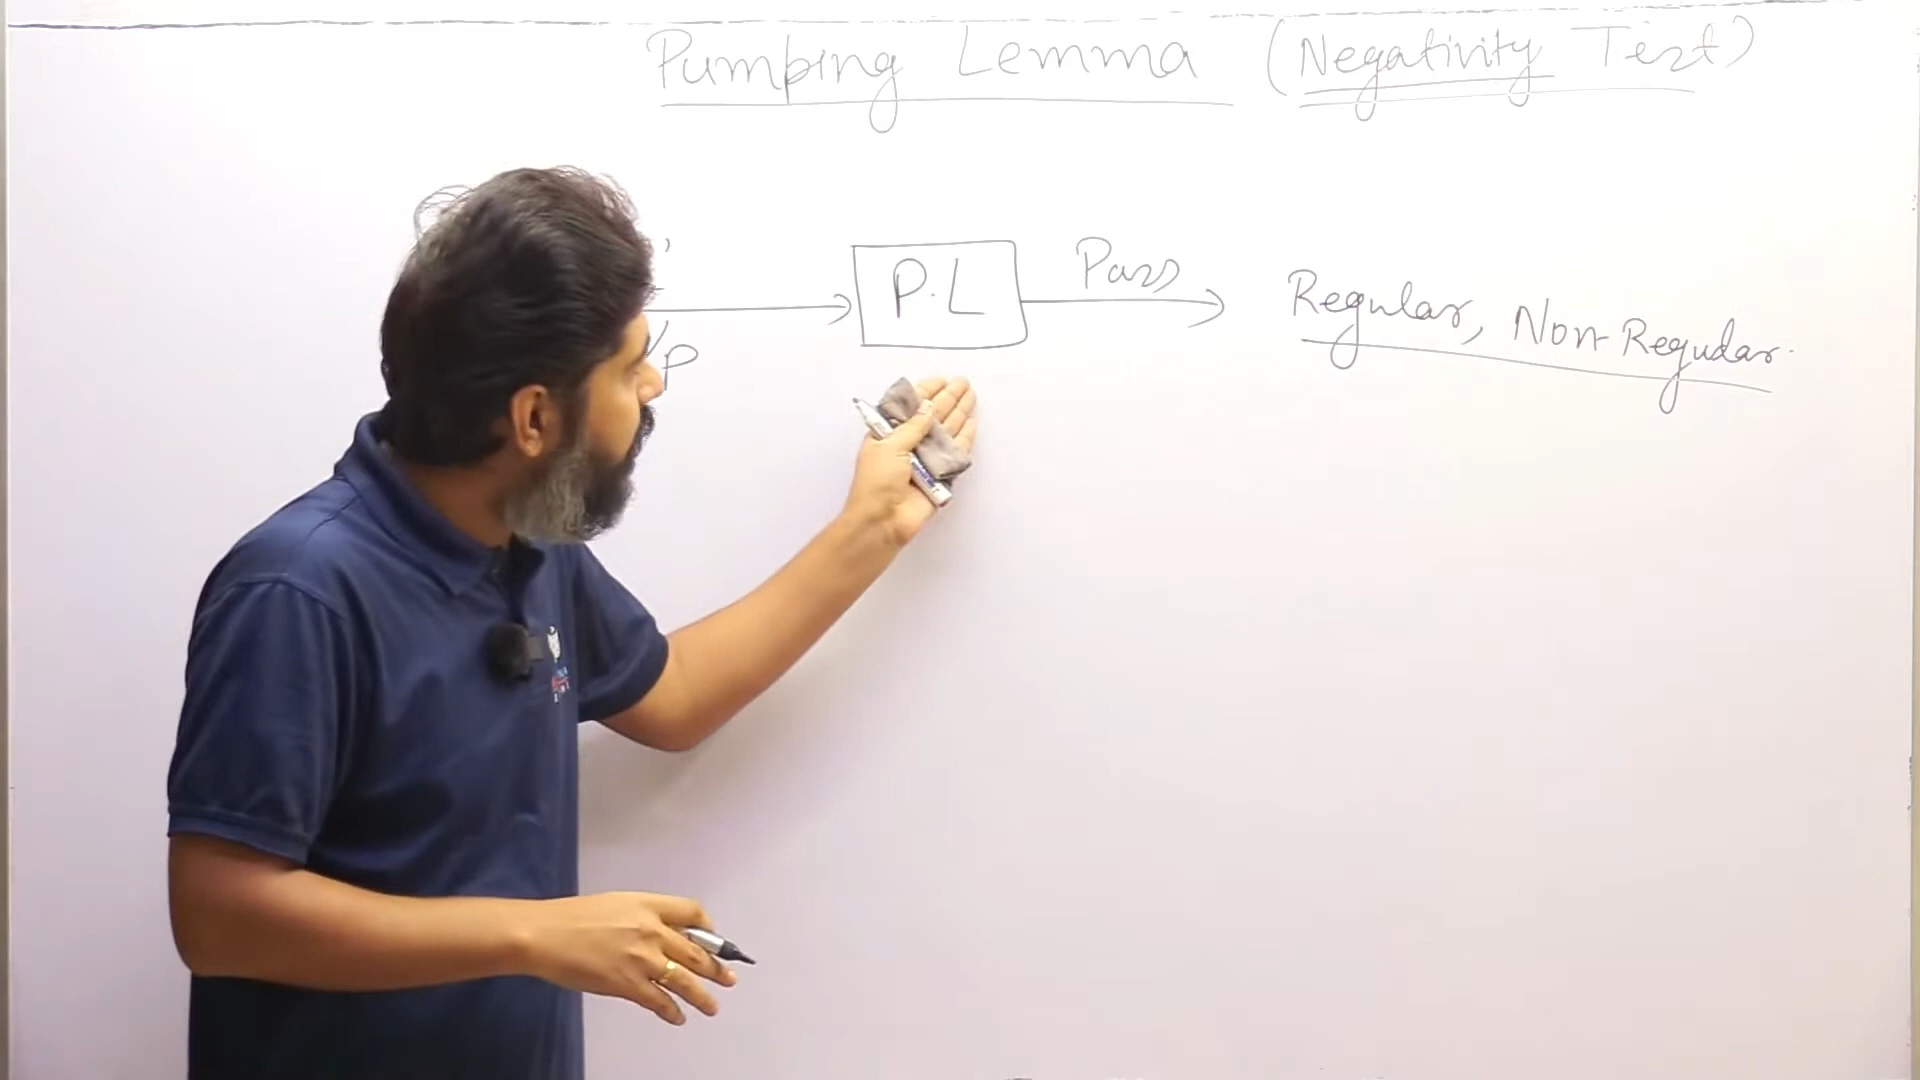 Pumping Lemma (Negativity Test)
P.L
Pass
Regular, Non-Regular.
/p